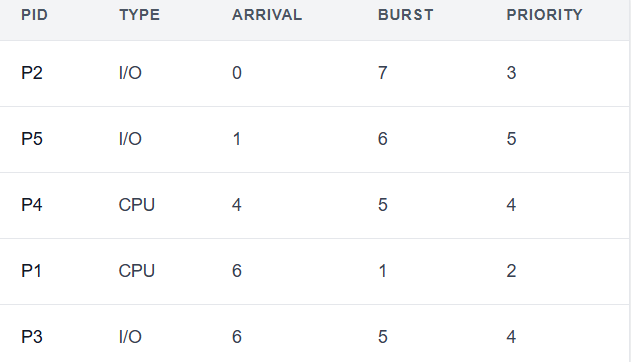 PID TYPE ARRIVAL BURST PRIORITY
P2 I/O 0 7 3
P5 I/O 1 6 5
P4 CPU 4 5 4
P1 CPU 6 1 2
P3 I/O 6 5 4